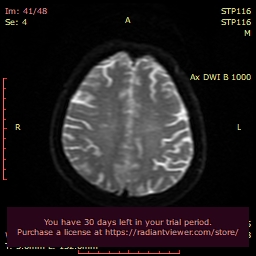 Im: 41/48
STP116
Se: 4
STP116
M
A
Ax DWI B 1000
R
L
You have 30 days left in your trial period.
Purchase a license at https://radiantviewer.com/store/